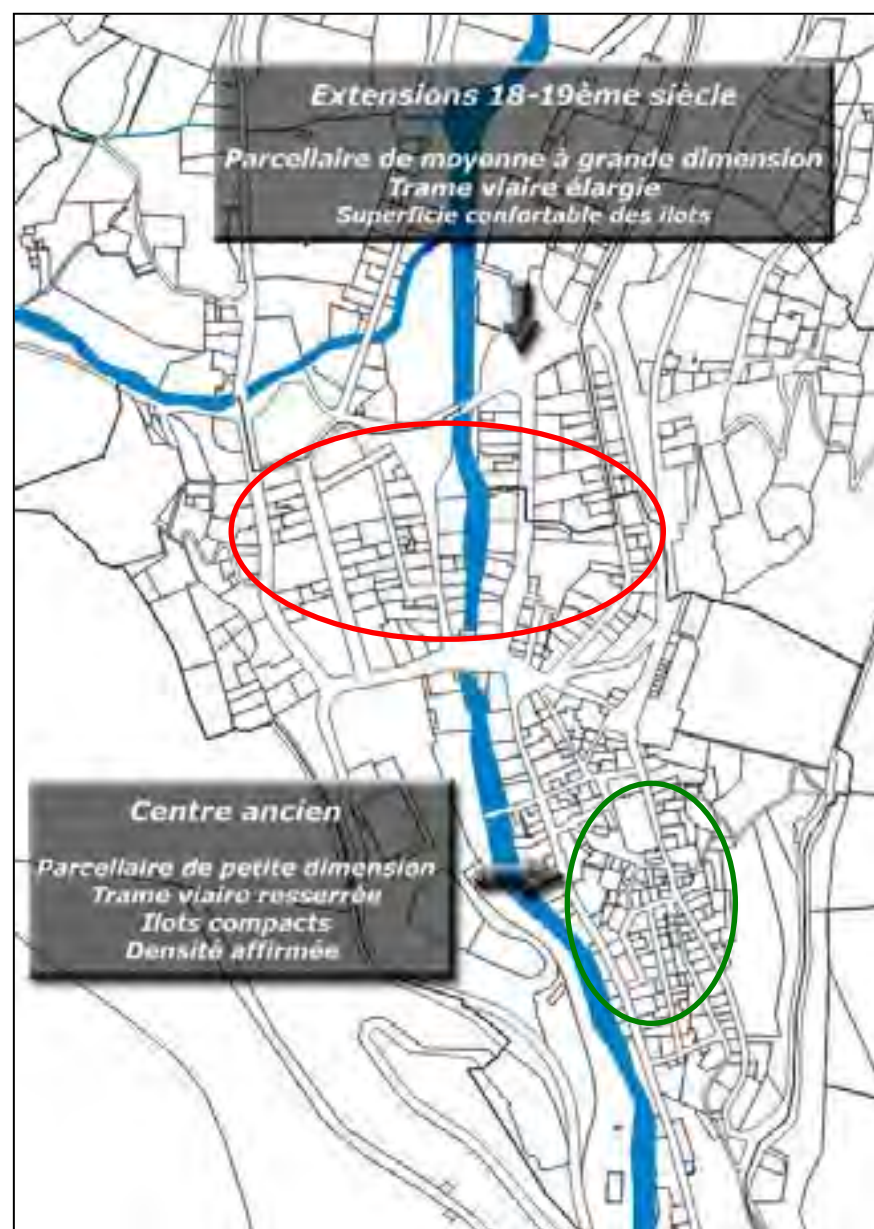 Extensions 18-19ème siècle
Parcellaire de moyenne à grande dimension
Trame viaire élargie
Superficie confortable des ilots
Centre ancien
Parcellaire de petite dimension
Trame viaire resserrée
Ilots compacts
Densité affirmée